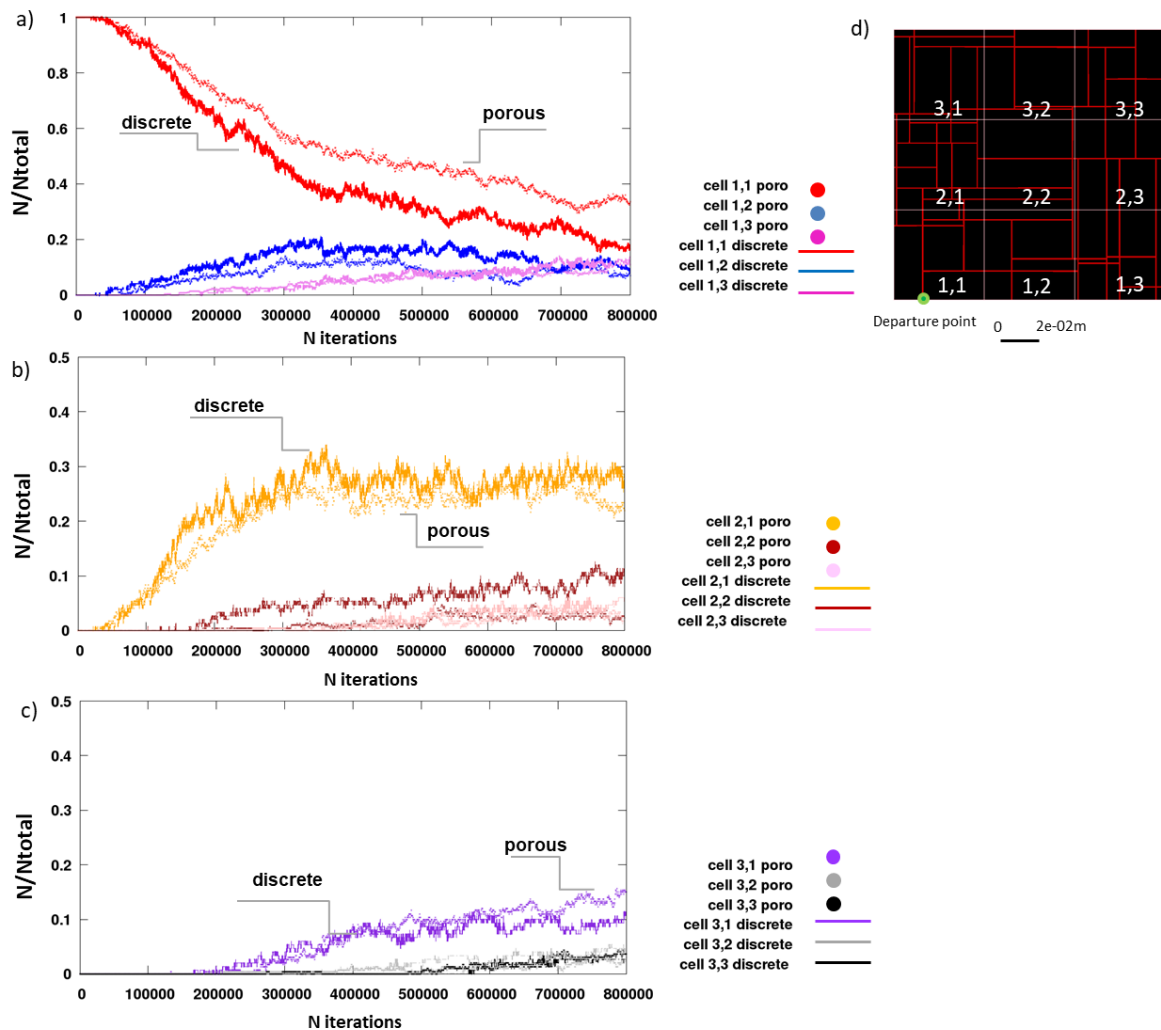 a)
1
0.8
0.6
0.4
0.2
0
N/Ntotal
discrete
porous
0 100000 200000 300000 400000 500000 600000 700000 800000
N iterations
cell 1,1 poro
cell 1,2 poro
cell 1,3 poro
cell 1,1 discrete
cell 1,2 discrete
cell 1,3 discrete
d)
3,1 3,2 3,3
2,1 2,2 2,3
1,1 1,2 1,3
Departure point
0 2e-02m
b)
0.5
0.4
0.3
0.2
0.1
0
N/Ntotal
discrete
porous
0 100000 200000 300000 400000 500000 600000 700000 800000
N iterations
cell 2,1 poro
cell 2,2 poro
cell 2,3 poro
cell 2,1 discrete
cell 2,2 discrete
cell 2,3 discrete
c)
0.5
0.4
0.3
0.2
0.1
0
N/Ntotal
porous
discrete
0 100000 200000 300000 400000 500000 600000 700000 800000
N iterations
cell 3,1 poro
cell 3,2 poro
cell 3,3 poro
cell 3,1 discrete
cell 3,2 discrete
cell 3,3 discrete